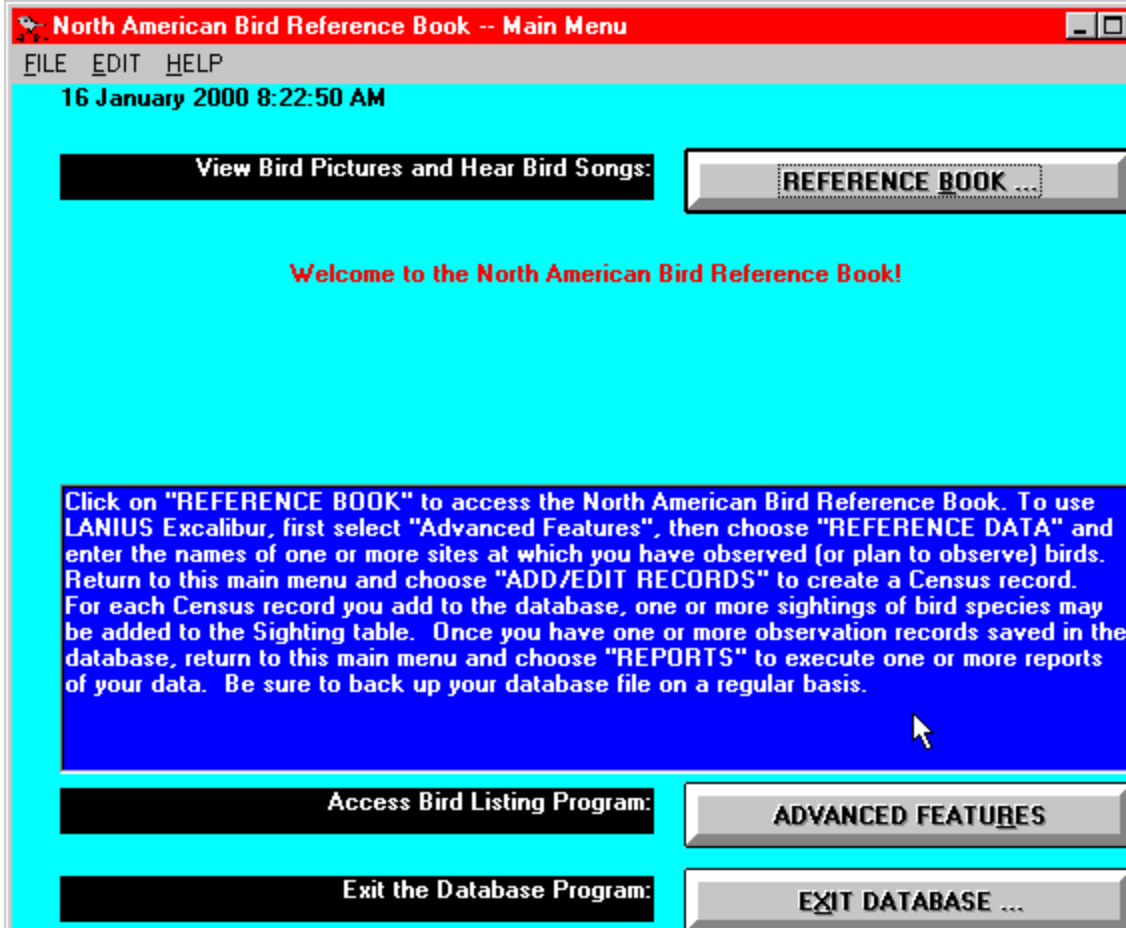 North American Bird Reference Book -- Main Menu
FILE EDIT HELP
16 January 2000 8:22:50 AM
View Bird Pictures and Hear Bird Songs:
REFERENCE BOOK ...
Welcome to the North American Bird Reference Book!
Click on "REFERENCE BOOK" to access the North American Bird Reference Book. To use
LANIUS Excalibur, first select "Advanced Features", then choose "REFERENCE DATA" and
enter the names of one or more sites at which you have observed (or plan to observe) birds.
Return to this main menu and choose "ADD/EDIT RECORDS" to create a Census record.
For each Census record you add to the database, one or more sightings of bird species may
be added to the Sighting table.  Once you have one or more observation records saved in the
database, return to this main menu and choose "REPORTS" to execute one or more reports
of your data.  Be sure to back up your database file on a regular basis.
Access Bird Listing Program:
ADVANCED FEATURES
Exit the Database Program:
EXIT DATABASE ...